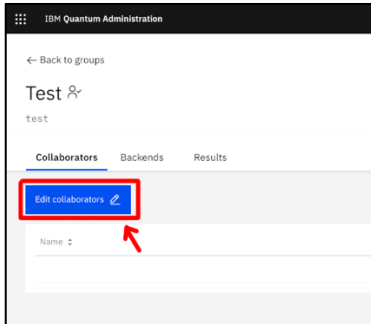 IBM Quantum Administration
← Back to groups
Test
test
Collaborators Backends Results
Edit collaborators
Name